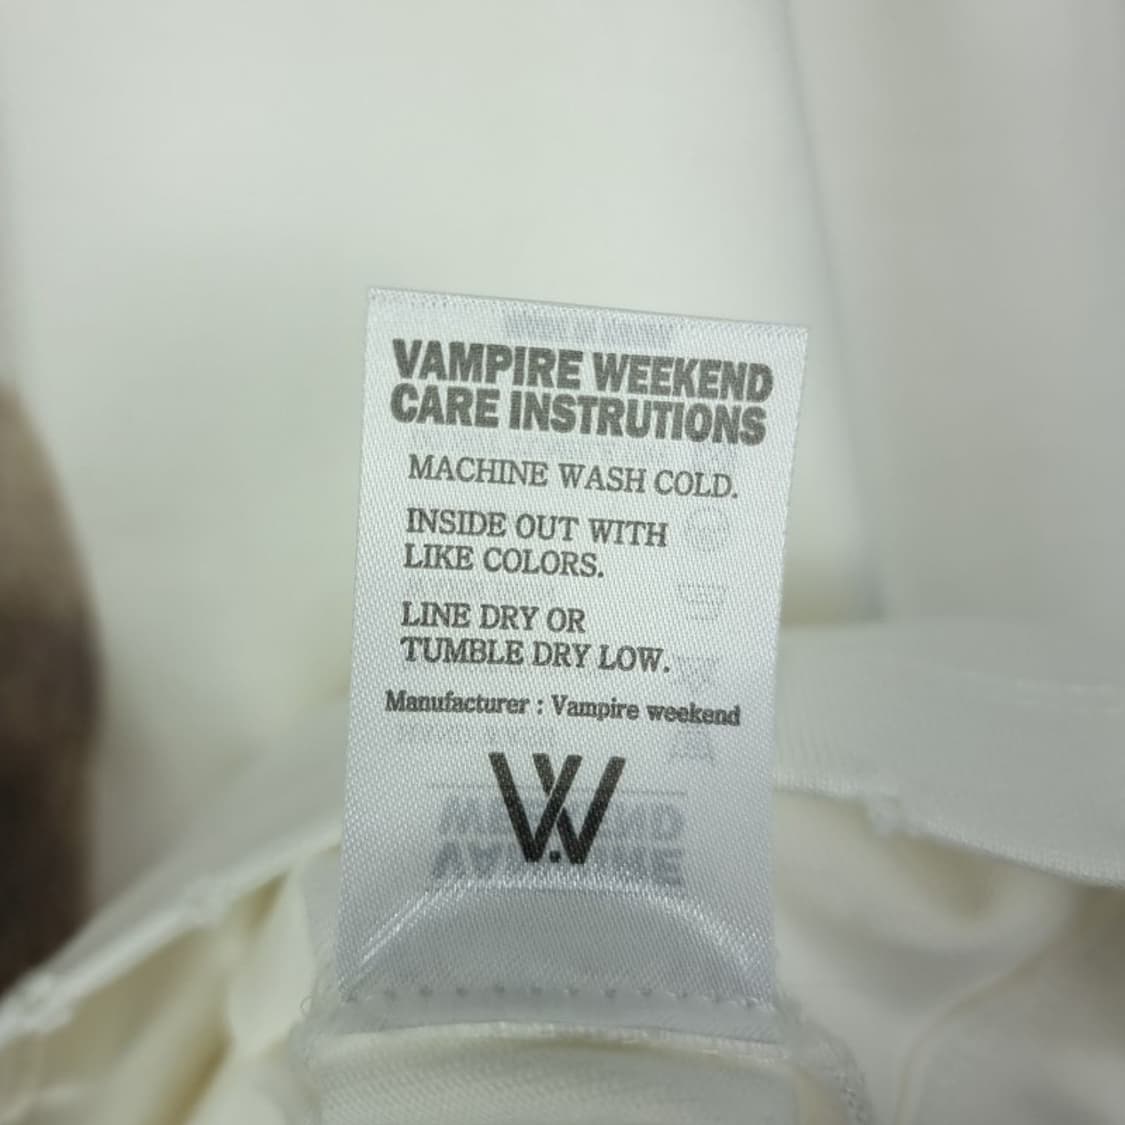 VAMPIRE WEEKEND
CARE INSTRUTIONS
MACHINE WASH COLD.
INSIDE OUT WITH
LIKE COLORS.
LINE DRY OR
TUMBLE DRY LOW.
Manufacturer : Vampire weekend
VW